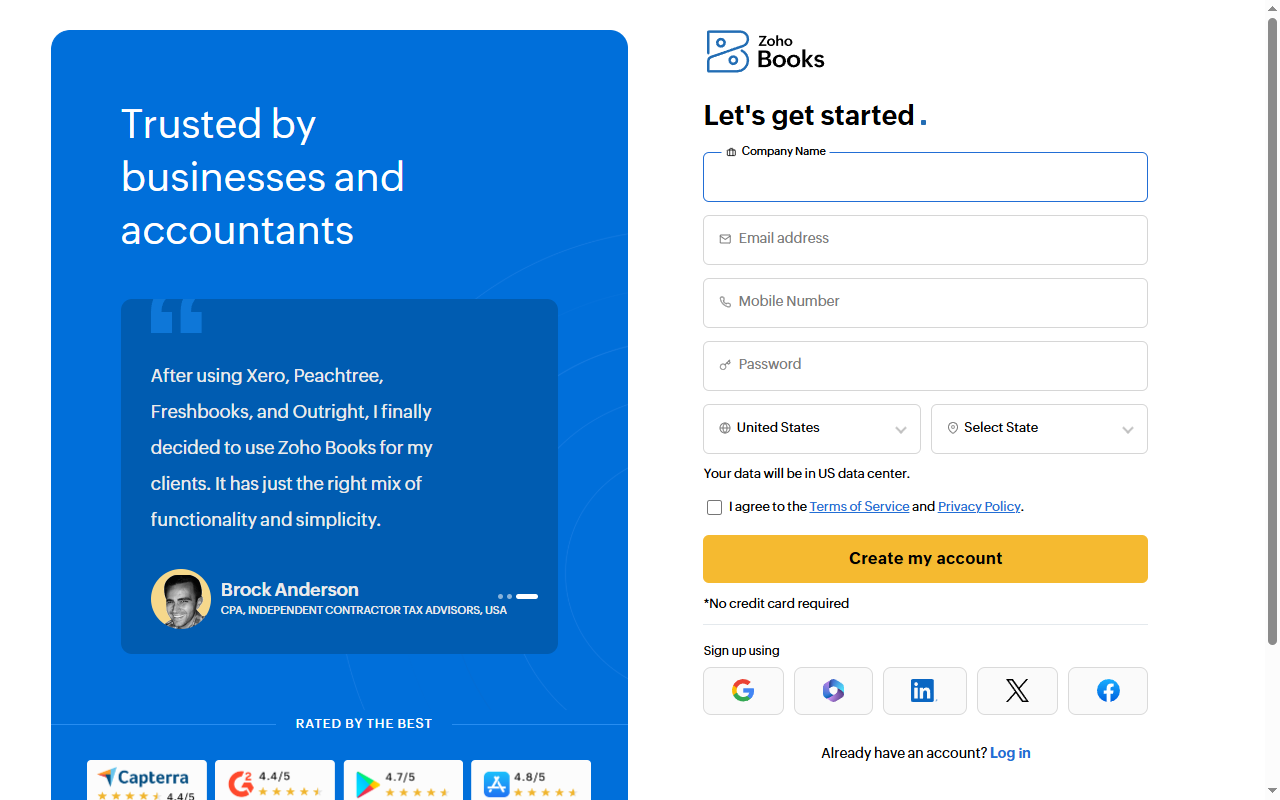 Trusted by
businesses and
accountants
After using Xero, Peachtree,
Freshbooks, and Outright, I finally
decided to use Zoho Books for my
clients. It has just the right mix of
functionality and simplicity.
Brock Anderson
CPA, INDEPENDENT CONTRACTOR TAX ADVISORS, USA
RATED BY THE BEST
Capterra
4.4/5
G2
4.4/5
4.7/5
4.8/5
Zoho
Books
Let's get started .
Company Name
Email address
Mobile Number
Password
United States
Select State
Your data will be in US data center.
I agree to the Terms of Service and Privacy Policy.
Create my account
*No credit card required
Sign up using
Already have an account? Log in